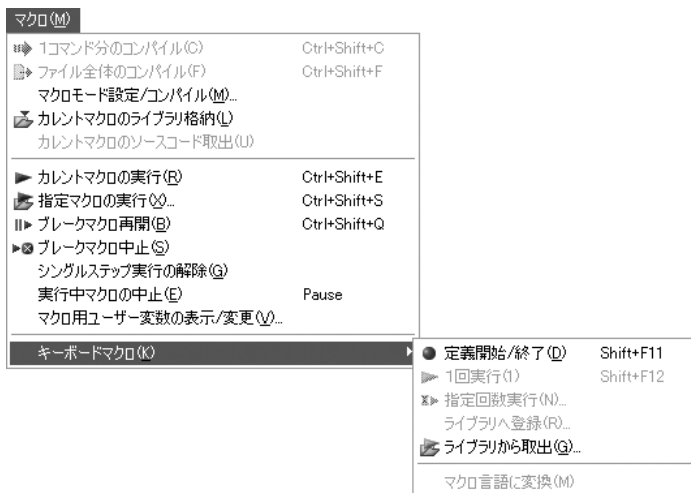 マクロ(M)
1コマンド分のコンパイル(C) Ctrl+Shift+C
ファイル全体のコンパイル(F) Ctrl+Shift+F
マクロモード設定/コンパイル(M)...
カレントマクロのライブラリ格納(L)
カレントマクロのソースコード取出(U)
カレントマクロの実行(R) Ctrl+Shift+E
指定マクロの実行(X)... Ctrl+Shift+S
ブレークマクロ再開(B) Ctrl+Shift+Q
ブレークマクロ中止(S)
シングルステップ実行の解除(G)
実行中マクロの中止(E) Pause
マクロ用ユーザー変数の表示/変更(V)...
キーボードマクロ(K)
定義開始/終了(D) Shift+F11
1回実行(1) Shift+F12
指定回数実行(N)...
ライブラリへ登録(R)...
ライブラリから取出(G)...
マクロ言語に変換(M)